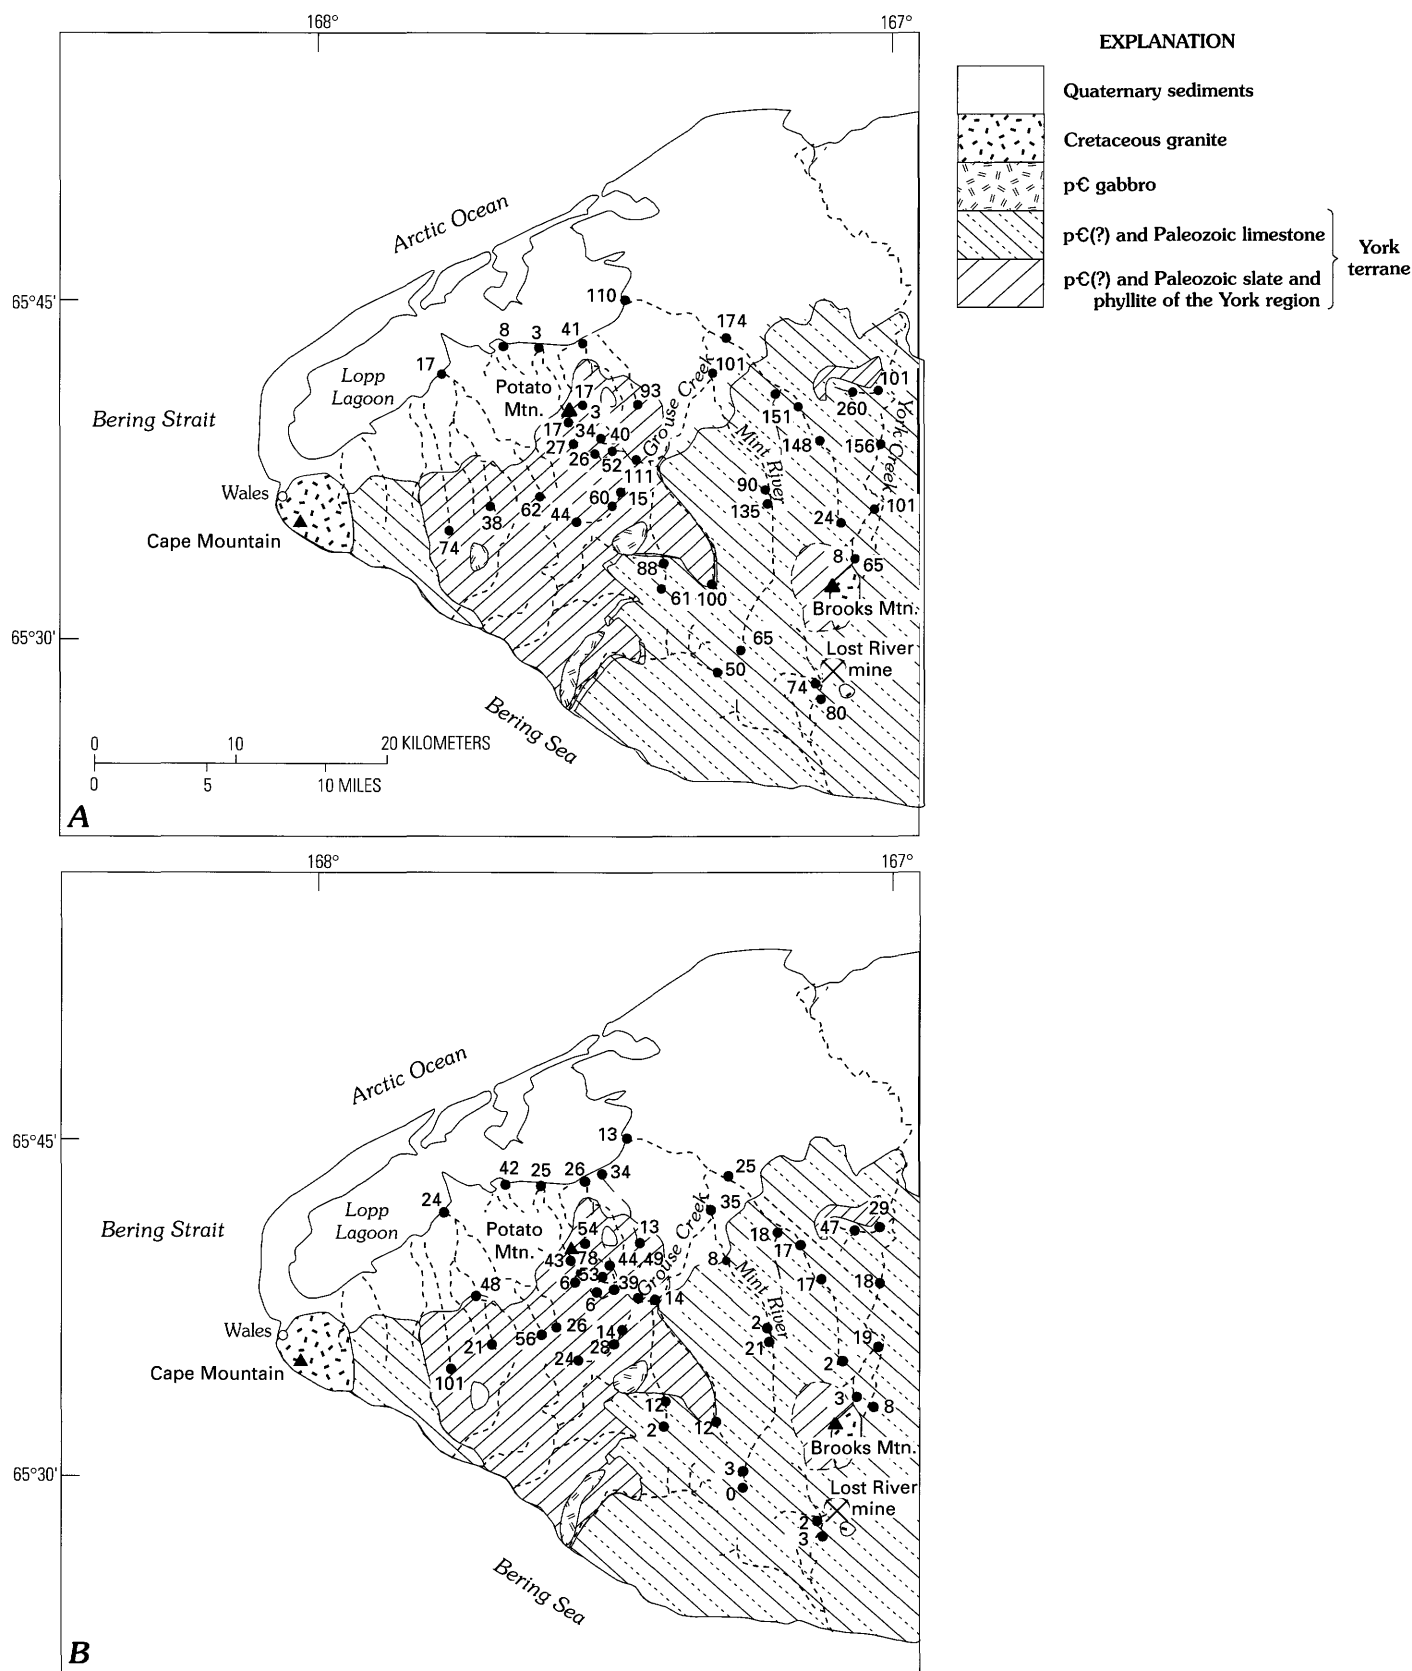 168°
167°
EXPLANATION
Quaternary sediments
Cretaceous granite
p Є gabbro
p Є(?) and Paleozoic limestone
p Є(?) and Paleozoic slate and
phyllite of the York region
York
terrane
Arctic Ocean
65°45'
110
174
8
3
41
101
17
Lopp
Lagoon
Potato
Mtn.
17
3
93
Grouse Creek
151
260
101
York Creek
Bering Strait
17
34
40
27
26
52
Mint River
148
156
111
Wales
60
15
90
135
62
38
44
24
101
Cape Mountain
74
88
8
65
61
100
Brooks Mtn.
65°30'
65
Lost River
mine
50
74
80
Bering Sea
0
10
20 KILOMETERS
0
5
10 MILES
A
168°
167°
Arctic Ocean
65°45'
13
42
25
26
34
25
24
Lopp
Lagoon
35
29
Bering Strait
Potato
Mtn.
54
13
Grouse Creek
18
47
43
78
44
49
8
Mint River
17
53
6
39
17
18
48
6
14
Wales
56
26
14
2
21
19
21
28
24
2
Cape Mountain
101
12
3
8
2
12
Brooks Mtn.
65°30'
3
Lost River
mine
0
2
3
Bering Sea
B